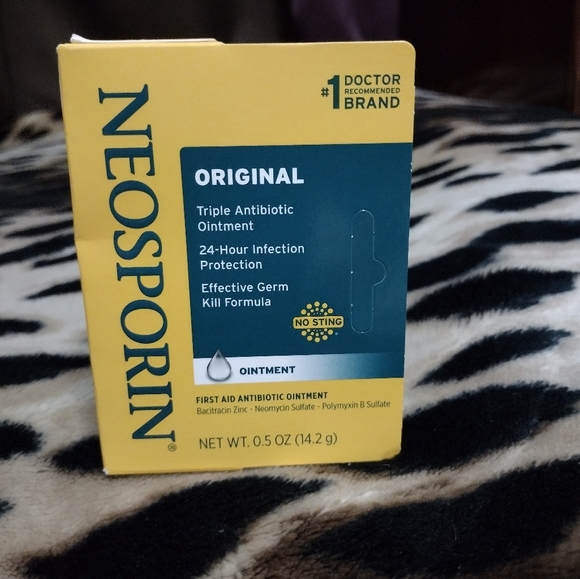 NEOSPORIN®
#1 DOCTOR
RECOMMENDED
BRAND
ORIGINAL
Triple Antibiotic
Ointment
24-Hour Infection
Protection
Effective Germ
Kill Formula
NO STING
OINTMENT
FIRST AID ANTIBIOTIC OINTMENT
Bacitracin Zinc - Neomycin Sulfate - Polymyxin B Sulfate
NET WT. 0.5 OZ (14.2 g)